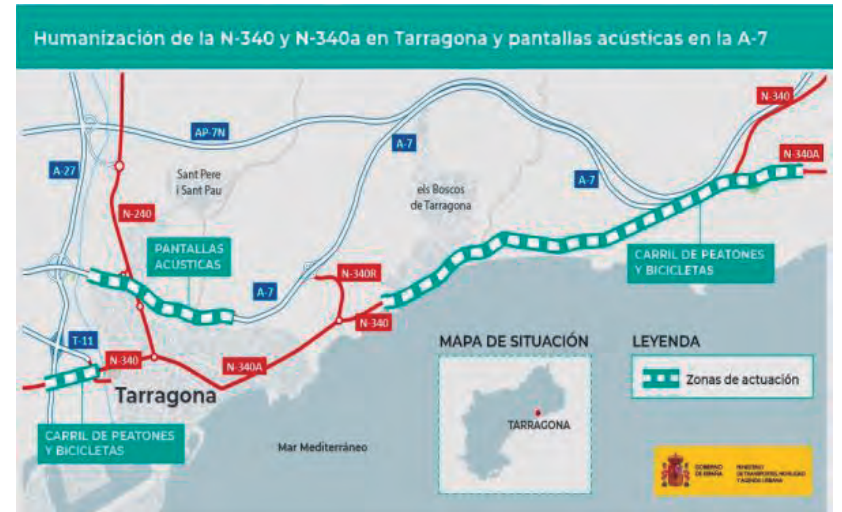 Humanización de la N-340 y N-340a en Tarragona y pantallas acústicas en la A-7
N-340
AP-7N
A-7
N-340A
A-27
Sant Pere
i Sant Pau
A-7
els Boscos
de Tarragona
N-240
PANTALLAS
ACÚSTICAS
CARRIL DE PEATONES
Y BICICLETAS
N-340R
A-7
N-340
T-11
MAPA DE SITUACIÓN
LEYENDA
N-340
N-340A
Zonas de actuación
Tarragona
TARRAGONA
CARRIL DE PEATONES
Y BICICLETAS
Mar Mediterráneo
GOBIERNO
DE ESPAÑA
MINISTERIO
DE TRANSPORTES, MOVILIDAD
Y AGENDA URBANA